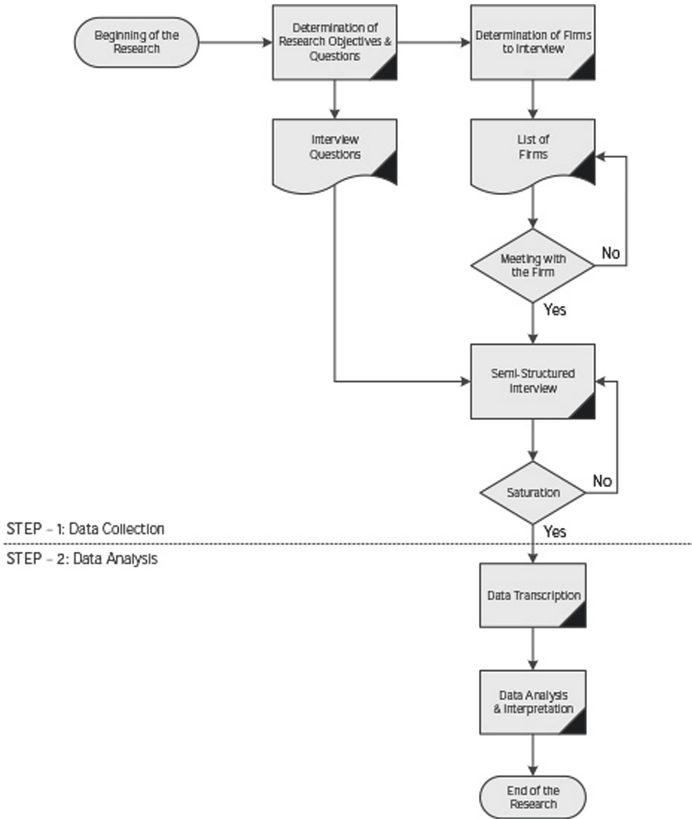 Beginning of the
Research
Determination of
Research Objectives &
Questions
Determination of Firms
to Interview
Interview
Questions
List of
Firms
Meeting with
the Firm
No
Yes
Semi-Structured
Interview
Saturation
No
Yes
STEP - 1: Data Collection
STEP - 2: Data Analysis
Data Transcription
Data Analysis
& Interpretation
End of the
Research